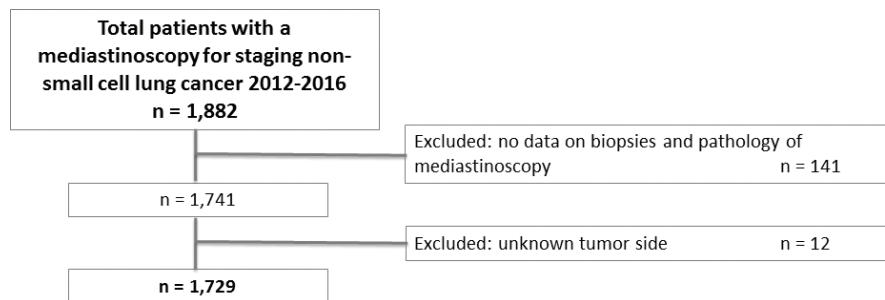 Total patients with a
mediastinoscopy for staging non-
small cell lung cancer 2012-2016
n = 1,882
Excluded: no data on biopsies and pathology of
mediastinoscopy n = 141
n = 1,741
Excluded: unknown tumor side n = 12
n = 1,729